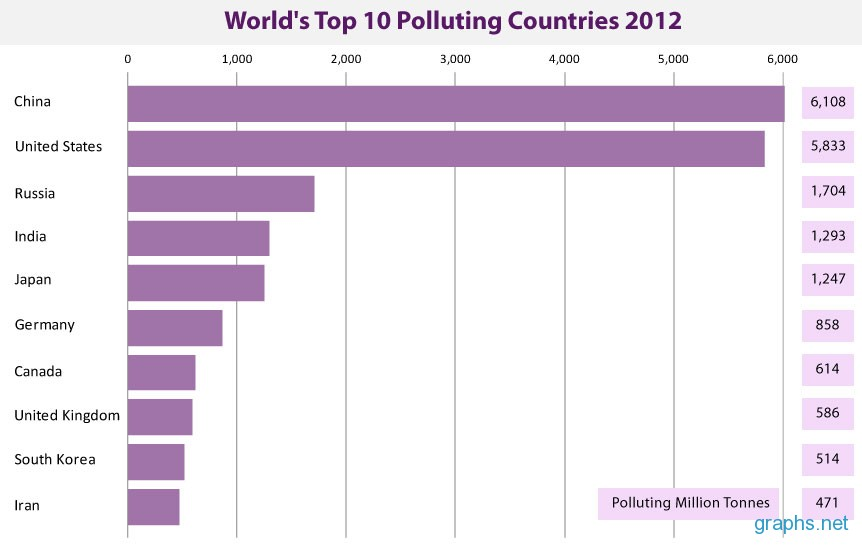 World's Top 10 Polluting Countries 2012
0 1,000 2,000 3,000 4,000 5,000 6,000
China 6,108
United States 5,833
Russia 1,704
India 1,293
Japan 1,247
Germany 858
Canada 614
United Kingdom 586
South Korea 514
Iran Polluting Million Tonnes 471
graphs.net